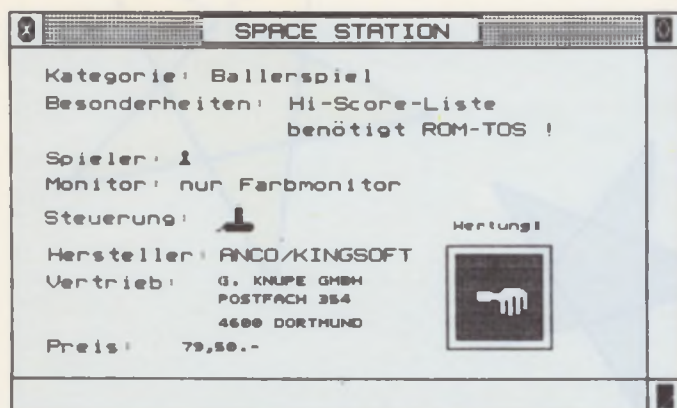 SPACE STATION
Kategorie: Ballerspiel
Besonderheiten: Hi-Score-Liste
benötigt ROM-TOS !
Spieler:
Monitor: nur Farbmonitor
Steuerung:
Wertung:
Hersteller: ANCO/KINGSOFT
Vertrieb: G. KNUPE GMBH
POSTFACH 354
4600 DORTMUND
Preis: 79,50.-